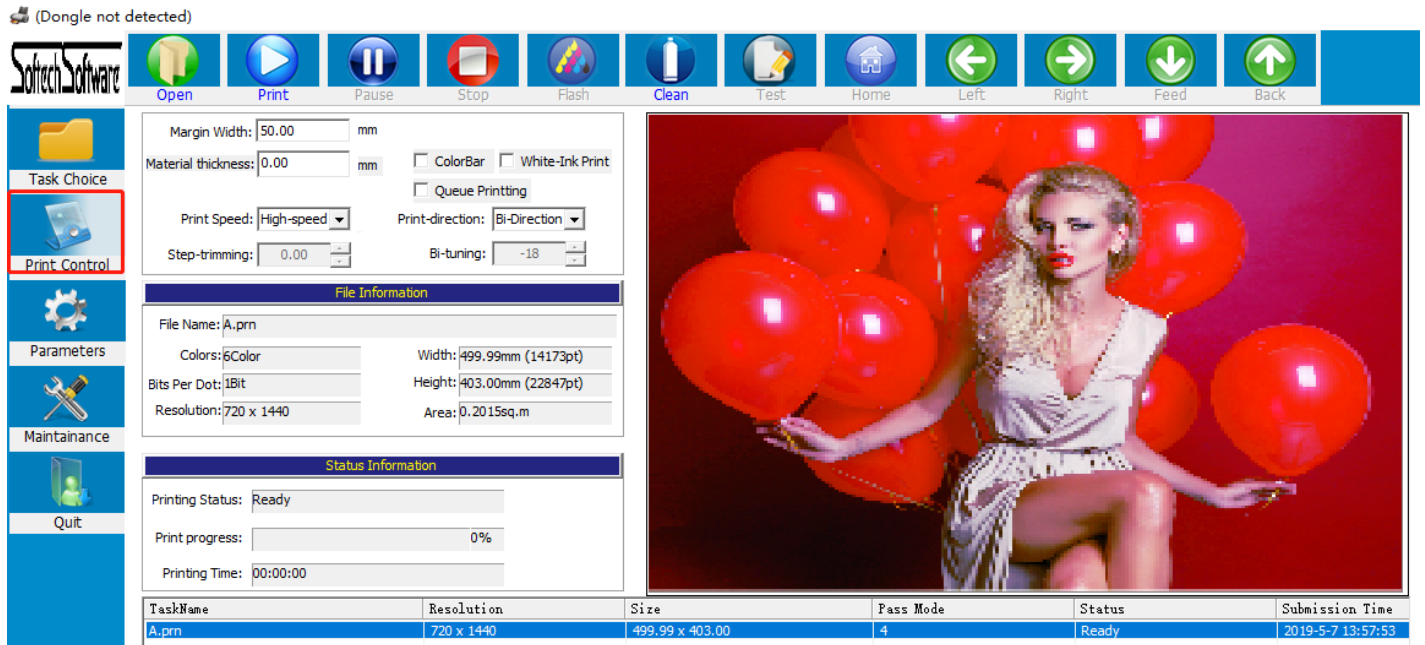 (Dongle not detected)
Softech Software
Open Print Pause Stop Flash Clean Test Home Left Right Feed Back
Task Choice
Print Control
Parameters
Maintainance
Quit
Margin Width: 50.00 mm
Material thickness: 0.00 mm
ColorBar White-Ink Print
Queue Printting
Print Speed: High-speed Print-direction: Bi-Direction
Step-trimming: 0.00 Bi-tuning: -18
File Information
File Name: A.prn
Colors: 6Color Width: 499.99mm (14173pt)
Bits Per Dot: 1Bit Height: 403.00mm (22847pt)
Resolution: 720 x 1440 Area: 0.2015sq.m
Status Information
Printing Status: Ready
Print progress: 0%
Printing Time: 00:00:00
TaskName Resolution Size Pass Mode Status Submission Time
A.prn 720 x 1440 499.99 x 403.00 4 Ready 2019-5-7 13:57:53